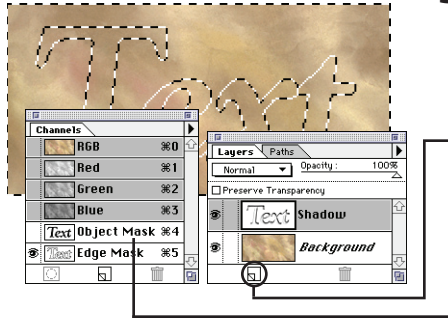 Text
Channels
RGB ⌘0
Red ⌘1
Green ⌘2
Blue ⌘3
Text Object Mask ⌘4
Text Edge Mask ⌘5
Layers Paths
Normal Opacity: 100%
Preserve Transparency
Text Shadow
Background